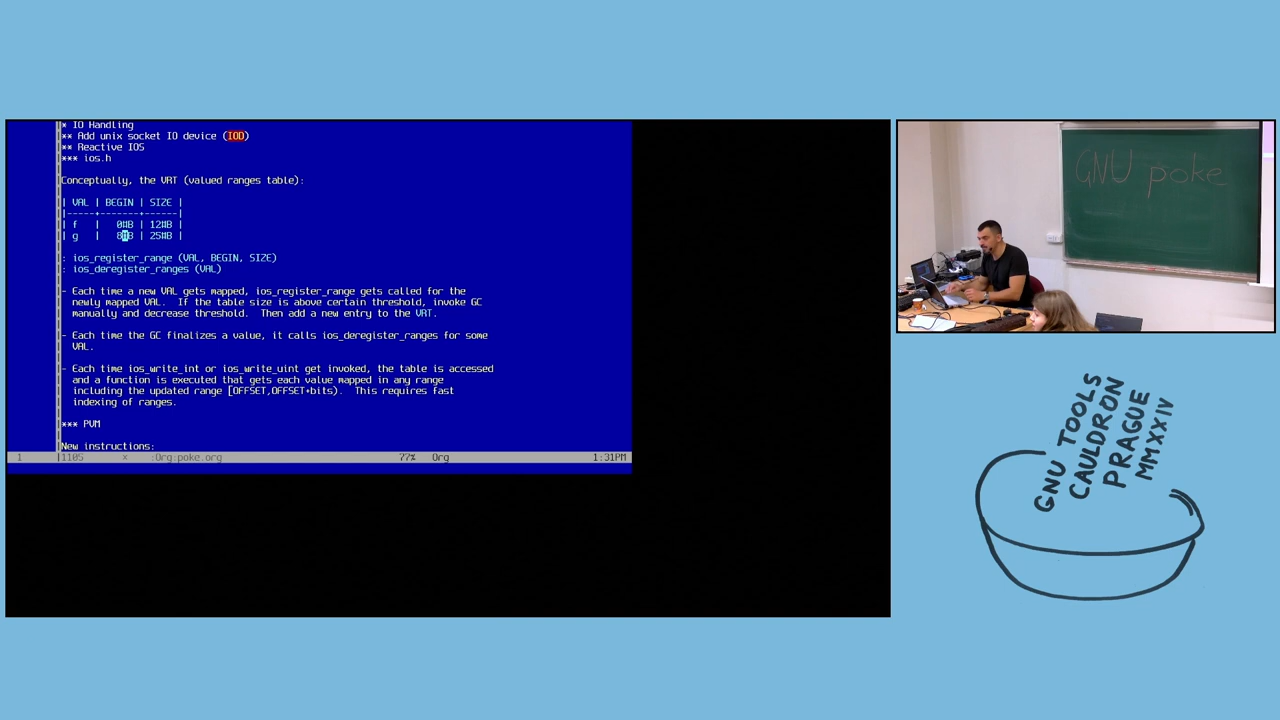 * IO Handling
** Add unix socket IO device (IOD)
** Reactive IOS
*** ios.h
Conceptually, the VRT (valued ranges table):
| VAL | BEGIN | SIZE |
|-----+-------+------|
| f | 0#B | 12#B |
| g | 8#B | 25#B |
: ios_register_range (VAL, BEGIN, SIZE)
: ios_deregister_ranges (VAL)
- Each time a new VAL gets mapped, ios_register_range gets called for the
newly mapped VAL. If the table size is above certain threshold, invoke GC
manually and decrease threshold. Then add a new entry to the VRT.
- Each time the GC finalizes a value, it calls ios_deregister_ranges for some
VAL.
- Each time ios_write_int or ios_write_uint get invoked, the table is accessed
and a function is executed that gets each value mapped in any range
including the updated range [OFFSET,OFFSET+bits). This requires fast
indexing of ranges.
*** PVM
New instructions:
1 |1105 × :Org:poke.org 77% Org 1:31PM
GNU poke
GNU TOOLS
CAULDRON
PRAGUE
MMXXIV